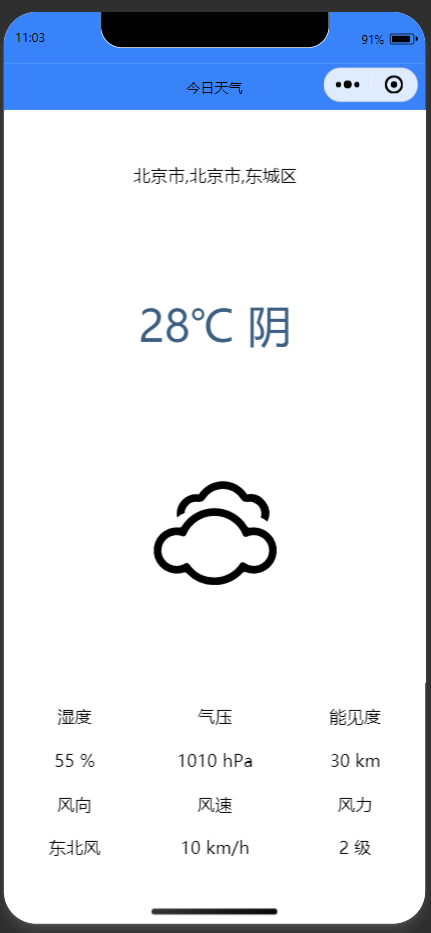 11:03
91%
今日天气
北京市,北京市,东城区
28℃ 阴
湿度 气压 能见度
55 % 1010 hPa 30 km
风向 风速 风力
东北风 10 km/h 2 级